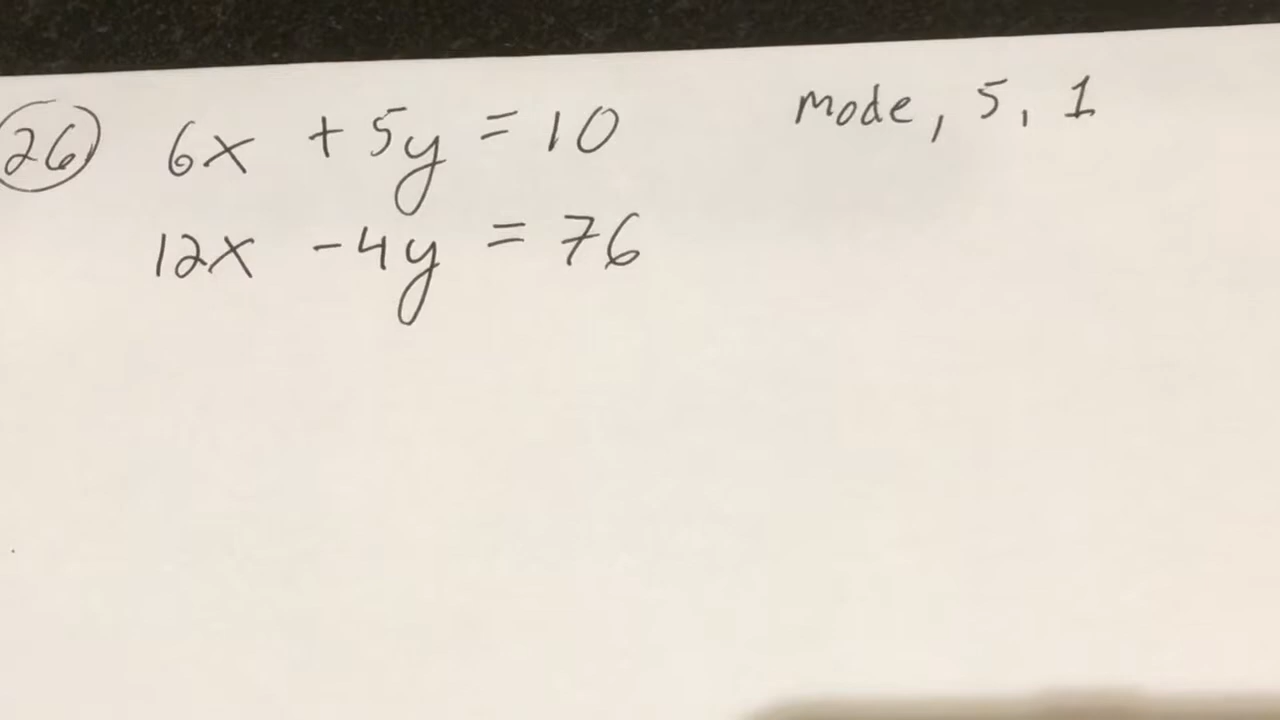 26 6x + 5y = 10
12x - 4y = 76
mode, 5, 1